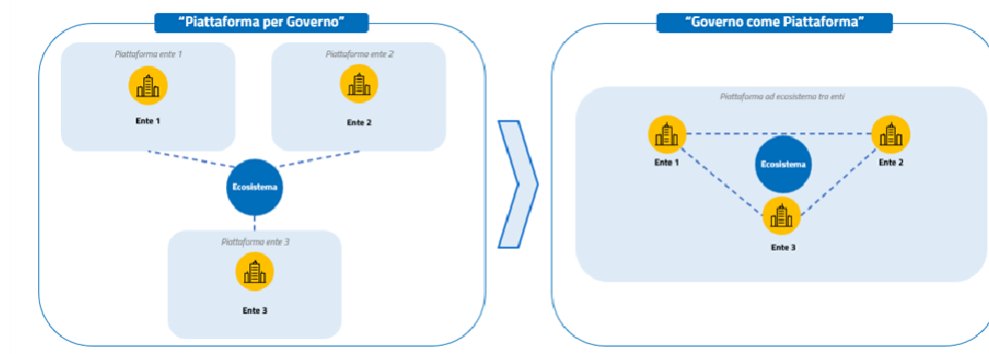 “Piattaforma per Governo”
Piattaforma ente 1
Ente 1
Piattaforma ente 2
Ente 2
Ecosistema
Piattaforma ente 3
Ente 3
“Governo come Piattaforma”
Piattaforma ad ecosistema tra enti
Ente 1
Ecosistema
Ente 2
Ente 3